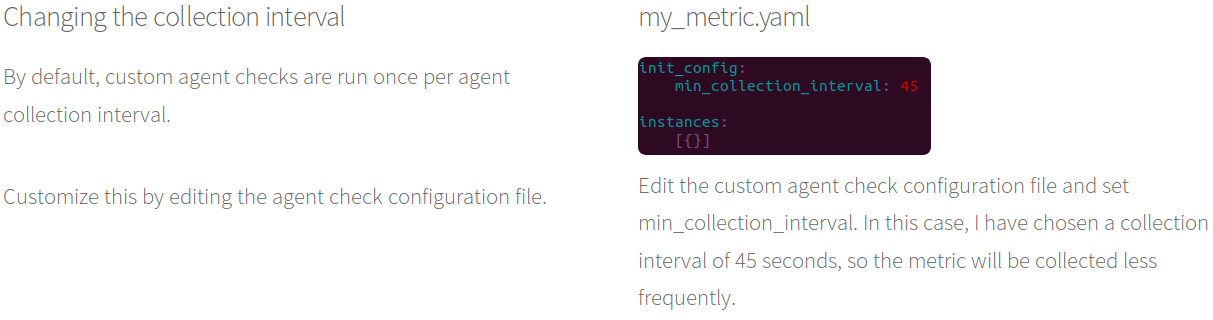 Changing the collection interval
By default, custom agent checks are run once per agent
collection interval.
Customize this by editing the agent check configuration file.
my_metric.yaml
init_config:
    min_collection_interval: 45
instances:
    [{}]
Edit the custom agent check configuration file and set
min_collection_interval. In this case, I have chosen a collection
interval of 45 seconds, so the metric will be collected less
frequently.